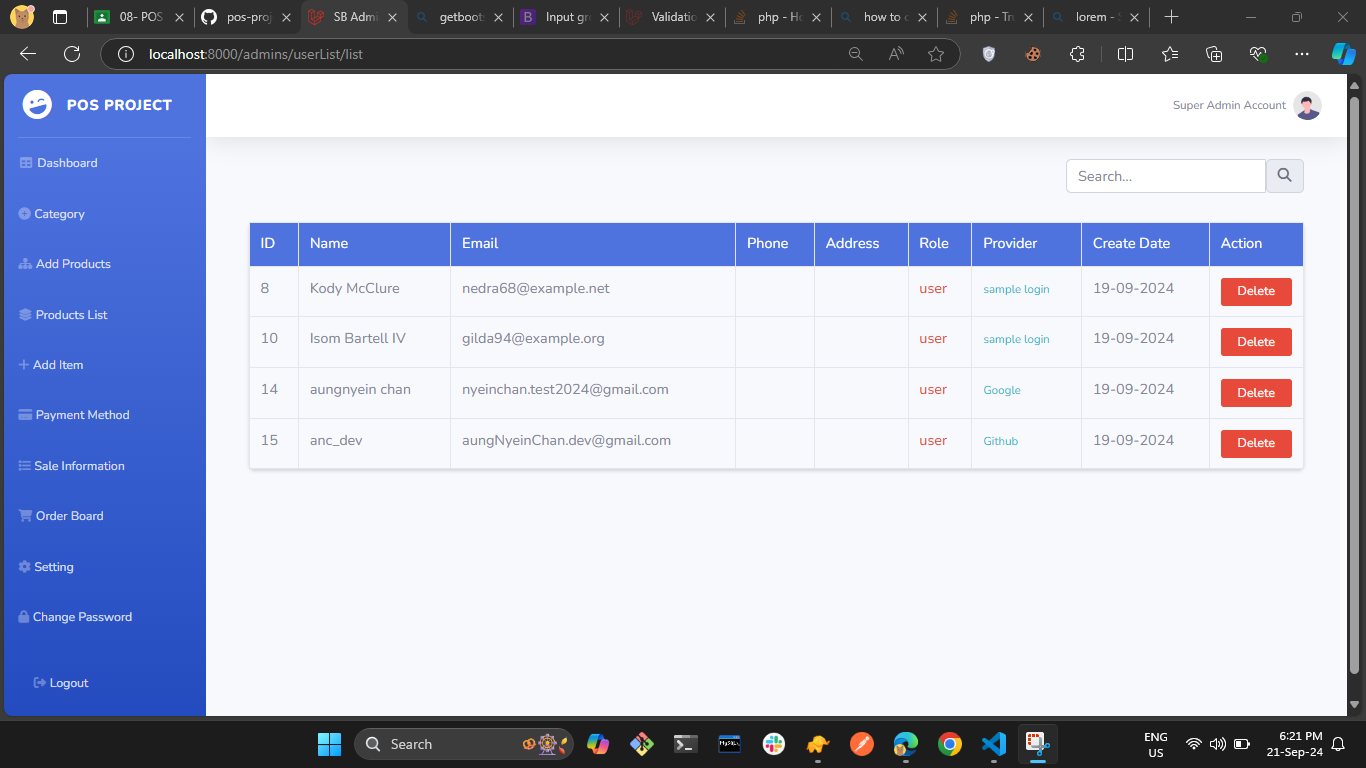 08- POS
pos-proj
SB Admi
getboots
Input gr
Validatio
php - Ho
how to c
php - Tru
lorem - S
localhost:8000/admins/userList/list
POS PROJECT
Super Admin Account
Dashboard
Category
Add Products
Products List
Add Item
Payment Method
Sale Information
Order Board
Setting
Change Password
Logout
Search...
ID Name Email Phone Address Role Provider Create Date Action
8 Kody McClure nedra68@example.net user sample login 19-09-2024 Delete
10 Isom Bartell IV gilda94@example.org user sample login 19-09-2024 Delete
14 aungnyein chan nyeinchan.test2024@gmail.com user Google 19-09-2024 Delete
15 anc_dev aungNyeinChan.dev@gmail.com user Github 19-09-2024 Delete
Search
ENG
US
6:21 PM
21-Sep-24